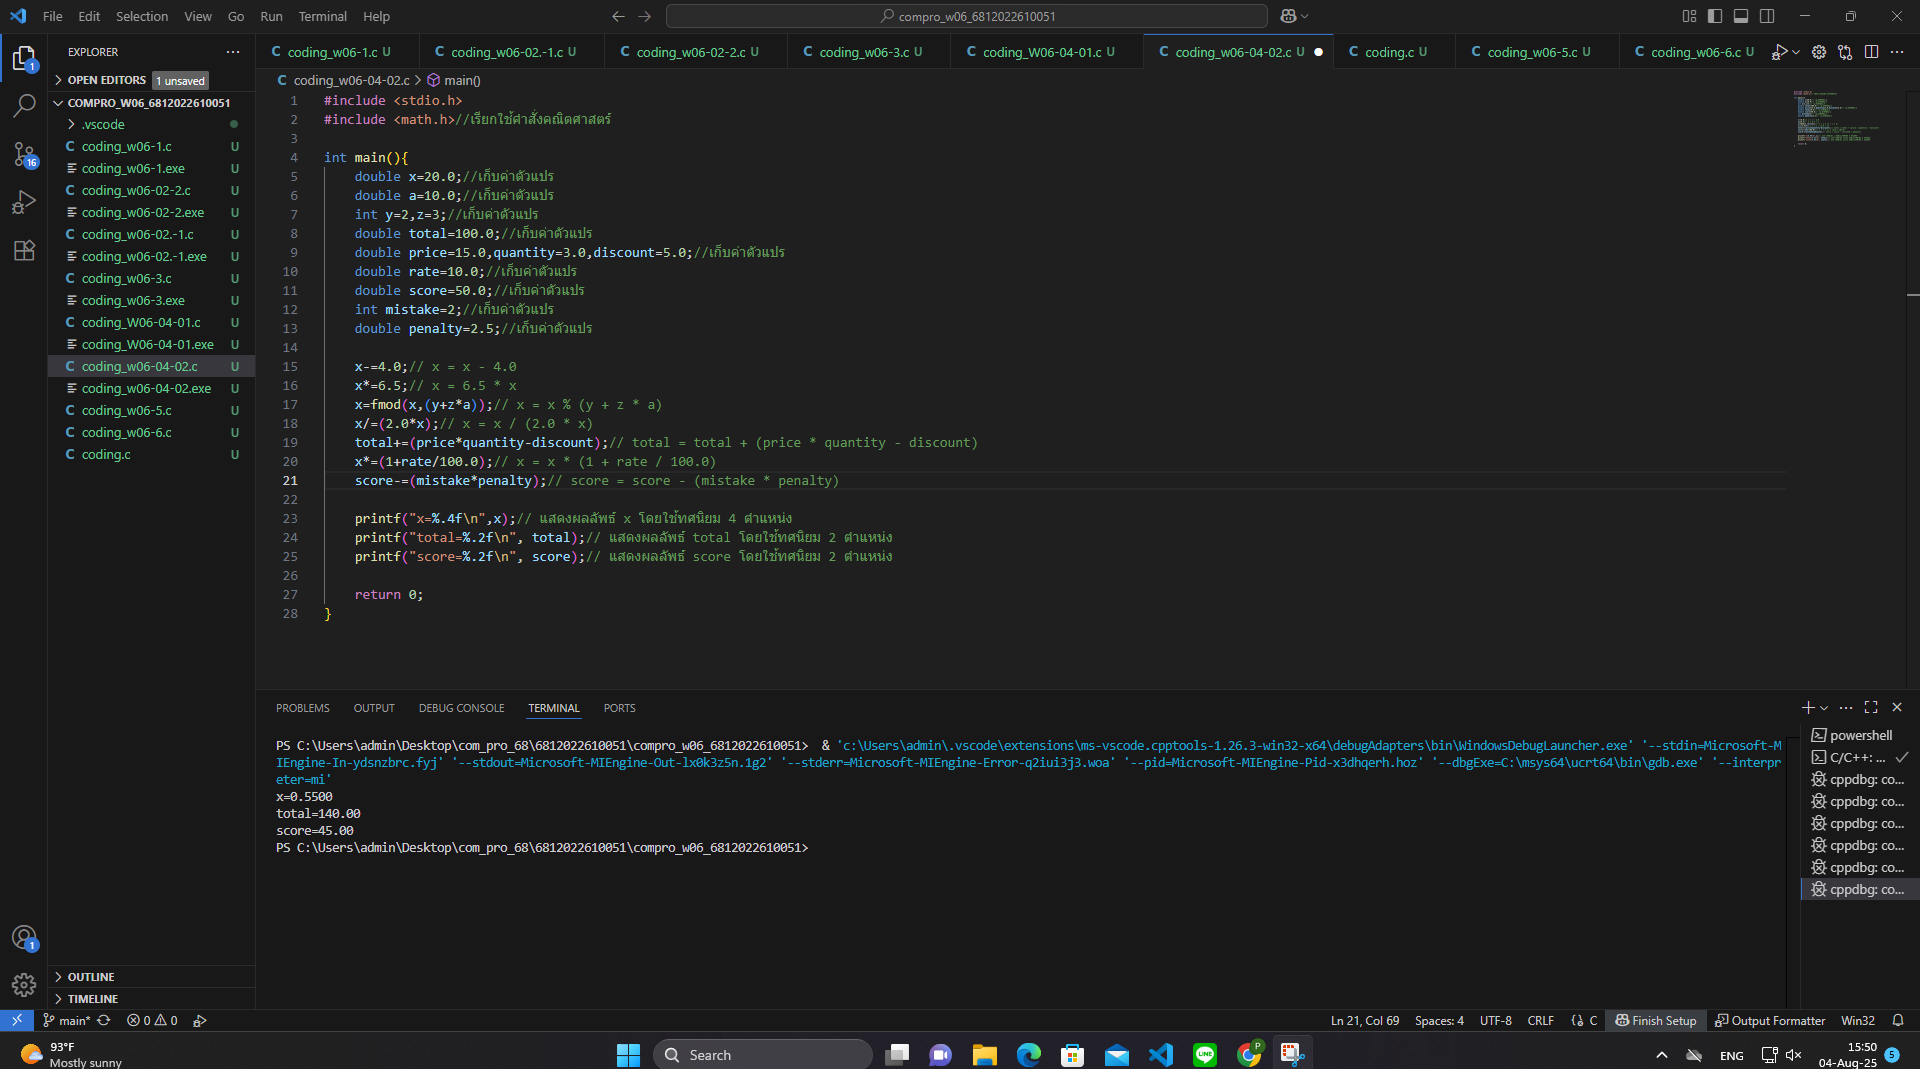 File Edit Selection View Go Run Terminal Help
compro_w06_6812022610051
EXPLORER
coding_w06-1.c U
coding_w06-02.-1.c U
coding_w06-02-2.c U
coding_w06-3.c U
coding_W06-04-01.c U
coding_w06-04-02.c U
coding.c U
coding_w06-5.c U
coding_w06-6.c U
OPEN EDITORS 1 unsaved
COMPRO_W06_6812022610051
.vscode
coding_w06-1.c U
coding_w06-1.exe U
coding_w06-02-2.c U
coding_w06-02-2.exe U
coding_w06-02.-1.c U
coding_w06-02.-1.exe U
coding_w06-3.c U
coding_w06-3.exe U
coding_W06-04-01.c U
coding_W06-04-01.exe U
coding_w06-04-02.c U
coding_w06-04-02.exe U
coding_w06-5.c U
coding_w06-6.c U
coding.c U
OUTLINE
TIMELINE
1
16
1
coding_w06-04-02.c > main()
1 #include <stdio.h>
2 #include <math.h>//เรียกใช้คำสั่งคณิตศาสตร์
3
4 int main(){
5 double x=20.0;//เก็บค่าตัวแปร
6 double a=10.0;//เก็บค่าตัวแปร
7 int y=2,z=3;//เก็บค่าตัวแปร
8 double total=100.0;//เก็บค่าตัวแปร
9 double price=15.0,quantity=3.0,discount=5.0;//เก็บค่าตัวแปร
10 double rate=10.0;//เก็บค่าตัวแปร
11 double score=50.0;//เก็บค่าตัวแปร
12 int mistake=2;//เก็บค่าตัวแปร
13 double penalty=2.5;//เก็บค่าตัวแปร
14
15 x-=4.0;// x = x - 4.0
16 x*=6.5;// x = 6.5 * x
17 x=fmod(x,(y+z*a));// x = x % (y + z * a)
18 x/=(2.0*x);// x = x / (2.0 * x)
19 total+=(price*quantity-discount);// total = total + (price * quantity - discount)
20 x*=(1+rate/100.0);// x = x * (1 + rate / 100.0)
21 score-=(mistake*penalty);// score = score - (mistake * penalty)
22
23 printf("x=%.4f\n",x);// แสดงผลลัพธ์ x โดยใช้ทศนิยม 4 ตำแหน่ง
24 printf("total=%.2f\n", total);// แสดงผลลัพธ์ total โดยใช้ทศนิยม 2 ตำแหน่ง
25 printf("score=%.2f\n", score);// แสดงผลลัพธ์ score โดยใช้ทศนิยม 2 ตำแหน่ง
26
27 return 0;
28 }
PROBLEMS OUTPUT DEBUG CONSOLE TERMINAL PORTS
PS C:\Users\admin\Desktop\com_pro_68\6812022610051\compro_w06_6812022610051> & 'c:\Users\admin\.vscode\extensions\ms-vscode.cpptools-1.26.3-win32-x64\debugAdapters\bin\WindowsDebugLauncher.exe' '--stdin=Microsoft-M
IEngine-In-ydsnzbrc.fyj' '--stdout=Microsoft-MIEngine-Out-lx0k3z5n.1g2' '--stderr=Microsoft-MIEngine-Error-q2iui3j3.woa' '--pid=Microsoft-MIEngine-Pid-x3dhqerh.hoz' '--dbgExe=C:\msys64\ucrt64\bin\gdb.exe' '--interpr
eter=mi'
x=0.5500
total=140.00
score=45.00
PS C:\Users\admin\Desktop\com_pro_68\6812022610051\compro_w06_6812022610051>
powershell
C/C++: ...
cppdbg: co...
cppdbg: co...
cppdbg: co...
cppdbg: co...
cppdbg: co...
cppdbg: co...
main* 0 0
Ln 21, Col 69 Spaces: 4 UTF-8 CRLF {} C Finish Setup Output Formatter Win32
93°F
Mostly sunny
Search
LINE
P
ENG
15:50
04-Aug-25
5